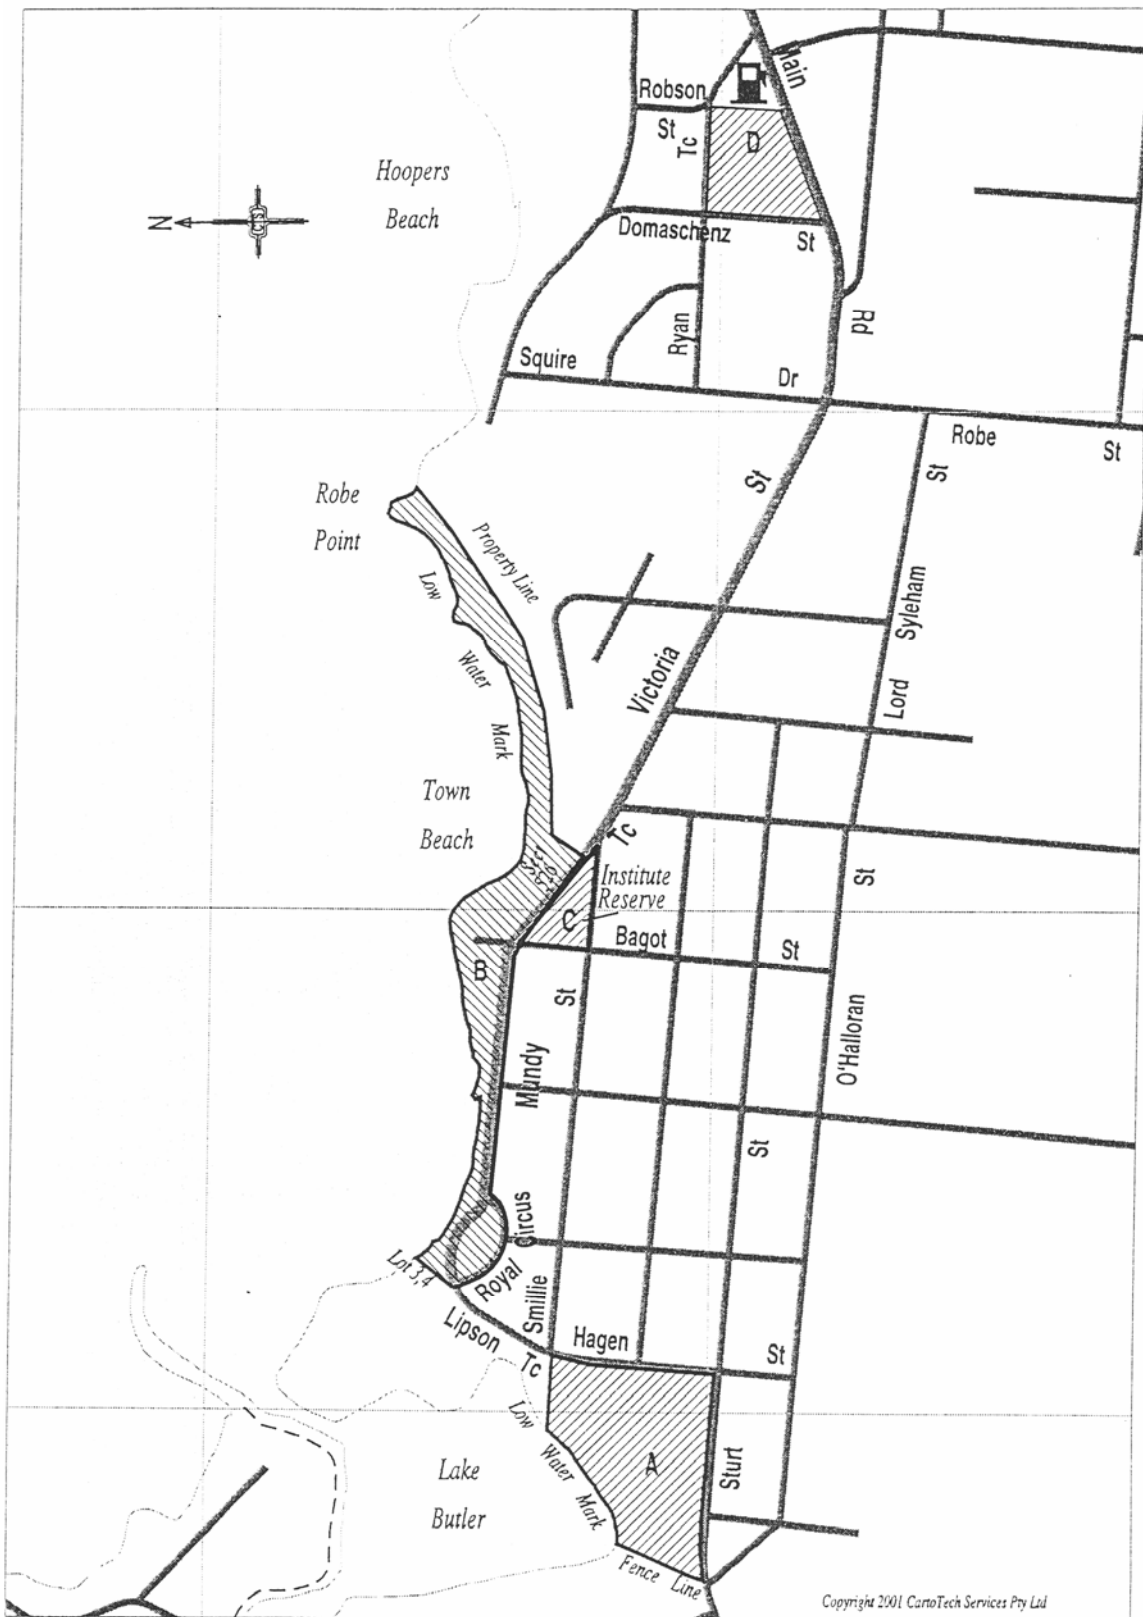 Main
Robson
St
Tc
D
Hoopers
Beach
N
Domaschenz
St
Rd
Ryan
Squire
Dr
Robe
St
St
St
Robe
Point
Property Line
Low
Water
Mark
Syleham
Victoria
Lord
Town
Beach
Tc
Institute
Reserve
C
St
Bagot
St
B
St
O'Halloran
Mundy
St
Circus
Royal
Lot 3,4
Smillie
Lipson
Tc
Hagen
St
Low
Water
Mark
A
Sturt
Lake
Butler
Fence Line
Copyright 2001 CartoTech Services Pty Ltd